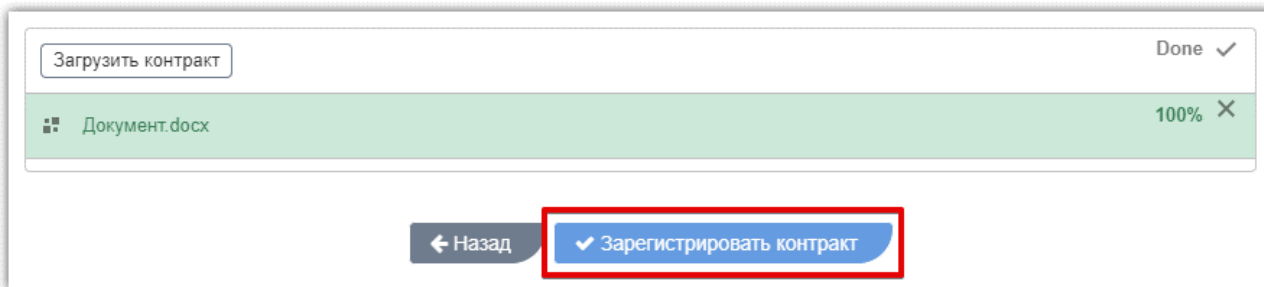 Загрузить контракт
Done
Документ.docx
100%
Назад
Зарегистрировать контракт